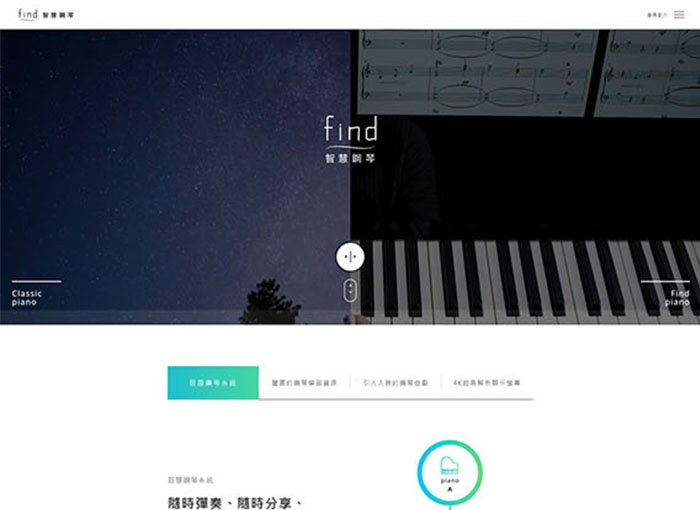 find 智慧鋼琴
會員登入
find
智慧鋼琴
Classic
piano
Find
piano
智慧鋼琴系統
豐富的鋼琴學習資源
引人入勝的鋼琴遊戲
4K超高解析顯示螢幕
piano
A
智慧鋼琴系統
隨時彈奏、隨時分享、